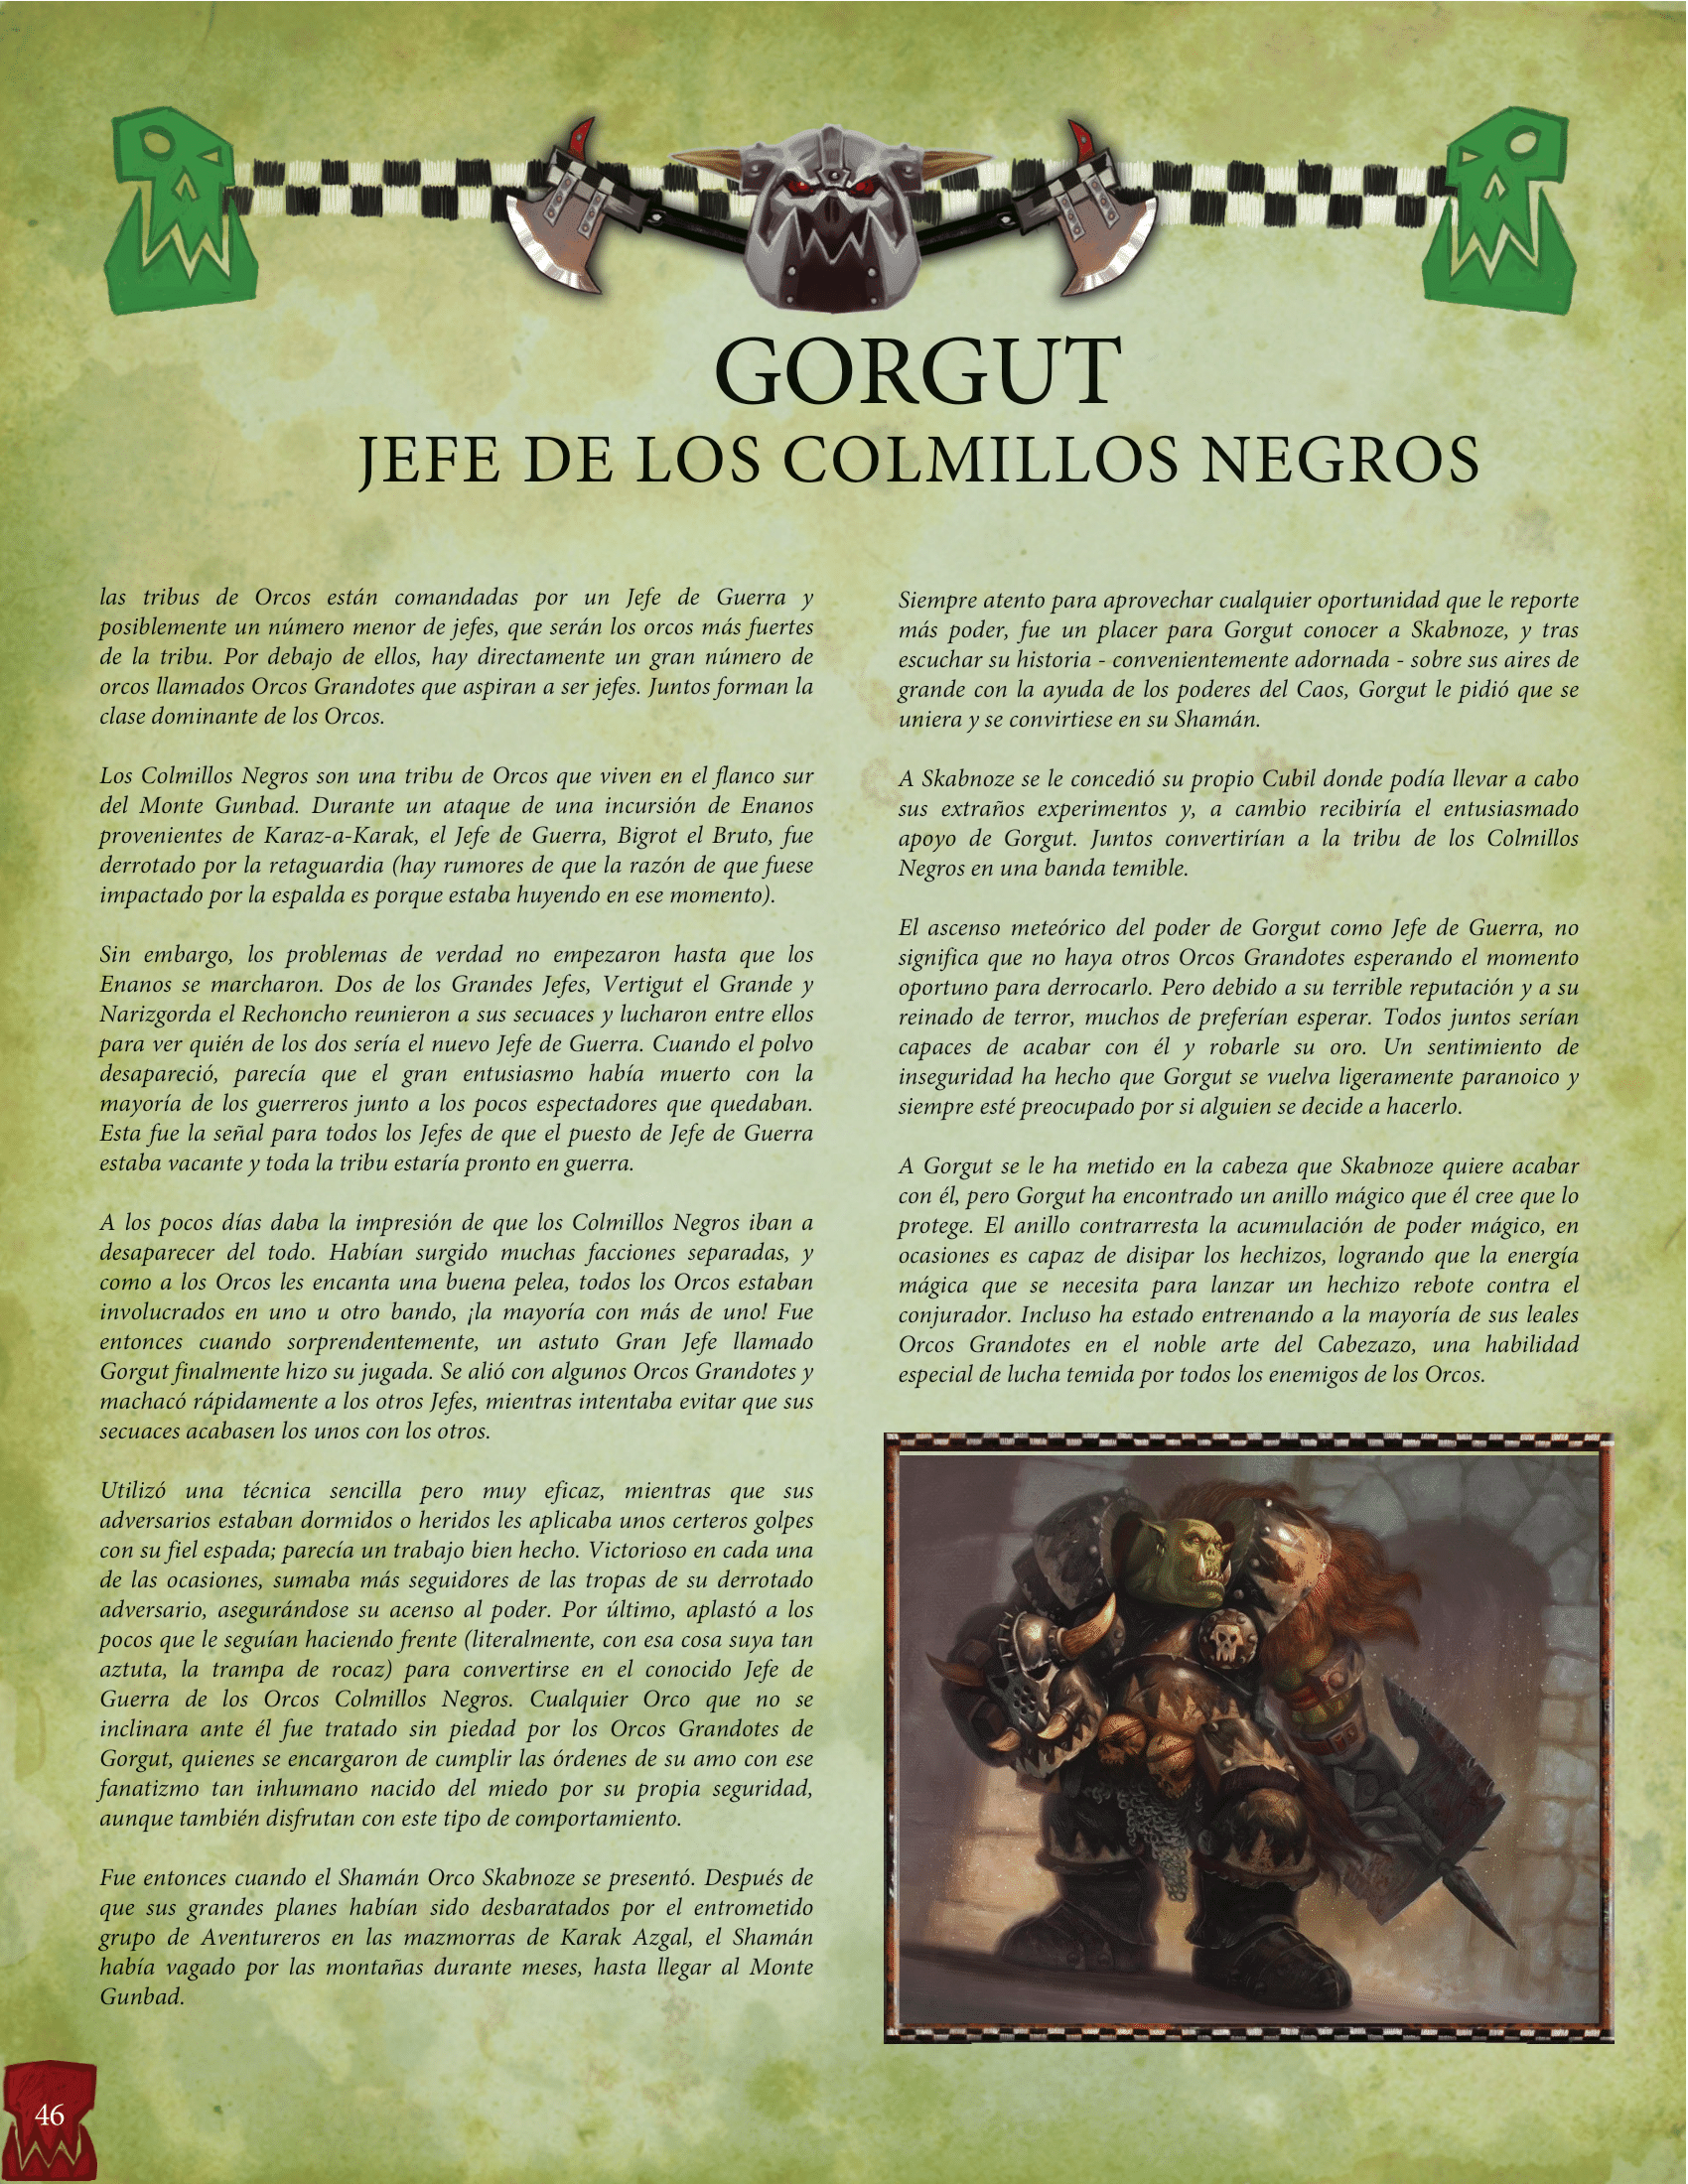 GORGUT
JEFE DE LOS COLMILLOS NEGROS
las tribus de Orcos están comandadas por un Jefe de Guerra y
posiblemente un número menor de jefes, que serán los orcos más fuertes
de la tribu. Por debajo de ellos, hay directamente un gran número de
orcos llamados Orcos Grandotes que aspiran a ser jefes. Juntos forman la
clase dominante de los Orcos.
Los Colmillos Negros son una tribu de Orcos que viven en el flanco sur
del Monte Gunbad. Durante un ataque de una incursión de Enanos
provenientes de Karaz-a-Karak, el Jefe de Guerra, Bigrot el Bruto, fue
derrotado por la retaguardia (hay rumores de que la razón de que fuese
impactado por la espalda es porque estaba huyendo en ese momento).
Sin embargo, los problemas de verdad no empezaron hasta que los
Enanos se marcharon. Dos de los Grandes Jefes, Vertigut el Grande y
Narizgorda el Rechoncho reunieron a sus secuaces y lucharon entre ellos
para ver quién de los dos sería el nuevo Jefe de Guerra. Cuando el polvo
desapareció, parecía que el gran entusiasmo había muerto con la
mayoría de los guerreros junto a los pocos espectadores que quedaban.
Esta fue la señal para todos los Jefes de que el puesto de Jefe de Guerra
estaba vacante y toda la tribu estaría pronto en guerra.
A los pocos días daba la impresión de que los Colmillos Negros iban a
desaparecer del todo. Habían surgido muchas facciones separadas, y
como a los Orcos les encanta una buena pelea, todos los Orcos estaban
involucrados en uno u otro bando, ¡la mayoría con más de uno! Fue
entonces cuando sorprendentemente, un astuto Gran Jefe llamado
Gorgut finalmente hizo su jugada. Se alió con algunos Orcos Grandotes y
machacó rápidamente a los otros Jefes, mientras intentaba evitar que sus
secuaces acabasen los unos con los otros.
Utilizó una técnica sencilla pero muy eficaz, mientras que sus
adversarios estaban dormidos o heridos les aplicaba unos certeros golpes
con su fiel espada; parecía un trabajo bien hecho. Victorioso en cada una
de las ocasiones, sumaba más seguidores de las tropas de su derrotado
adversario, asegurándose su acenso al poder. Por último, aplastó a los
pocos que le seguían haciendo frente (literalmente, con esa cosa suya tan
aztuta, la trampa de rocaz) para convertirse en el conocido Jefe de
Guerra de los Orcos Colmillos Negros. Cualquier Orco que no se
inclinara ante él fue tratado sin piedad por los Orcos Grandotes de
Gorgut, quienes se encargaron de cumplir las órdenes de su amo con ese
fanatizmo tan inhumano nacido del miedo por su propia seguridad,
aunque también disfrutan con este tipo de comportamiento.
Fue entonces cuando el Shamán Orco Skabnoze se presentó. Después de
que sus grandes planes habían sido desbaratados por el entrometido
grupo de Aventureros en las mazmorras de Karak Azgal, el Shamán
había vagado por las montañas durante meses, hasta llegar al Monte
Gunbad.
Siempre atento para aprovechar cualquier oportunidad que le reporte
más poder, fue un placer para Gorgut conocer a Skabnoze, y tras
escuchar su historia - convenientemente adornada - sobre sus aires de
grande con la ayuda de los poderes del Caos, Gorgut le pidió que se
uniera y se convirtiese en su Shamán.
A Skabnoze se le concedió su propio Cubil donde podía llevar a cabo
sus extraños experimentos y, a cambio recibiría el entusiasmado
apoyo de Gorgut. Juntos convertirían a la tribu de los Colmillos
Negros en una banda temible.
El ascenso meteórico del poder de Gorgut como Jefe de Guerra, no
significa que no haya otros Orcos Grandotes esperando el momento
oportuno para derrocarlo. Pero debido a su terrible reputación y a su
reinado de terror, muchos de preferían esperar. Todos juntos serían
capaces de acabar con él y robarle su oro. Un sentimiento de
inseguridad ha hecho que Gorgut se vuelva ligeramente paranoico y
siempre esté preocupado por si alguien se decide a hacerlo.
A Gorgut se le ha metido en la cabeza que Skabnoze quiere acabar
con él, pero Gorgut ha encontrado un anillo mágico que él cree que lo
protege. El anillo contrarresta la acumulación de poder mágico, en
ocasiones es capaz de disipar los hechizos, logrando que la energía
mágica que se necesita para lanzar un hechizo rebote contra el
conjurador. Incluso ha estado entrenando a la mayoría de sus leales
Orcos Grandotes en el noble arte del Cabezazo, una habilidad
especial de lucha temida por todos los enemigos de los Orcos.
46